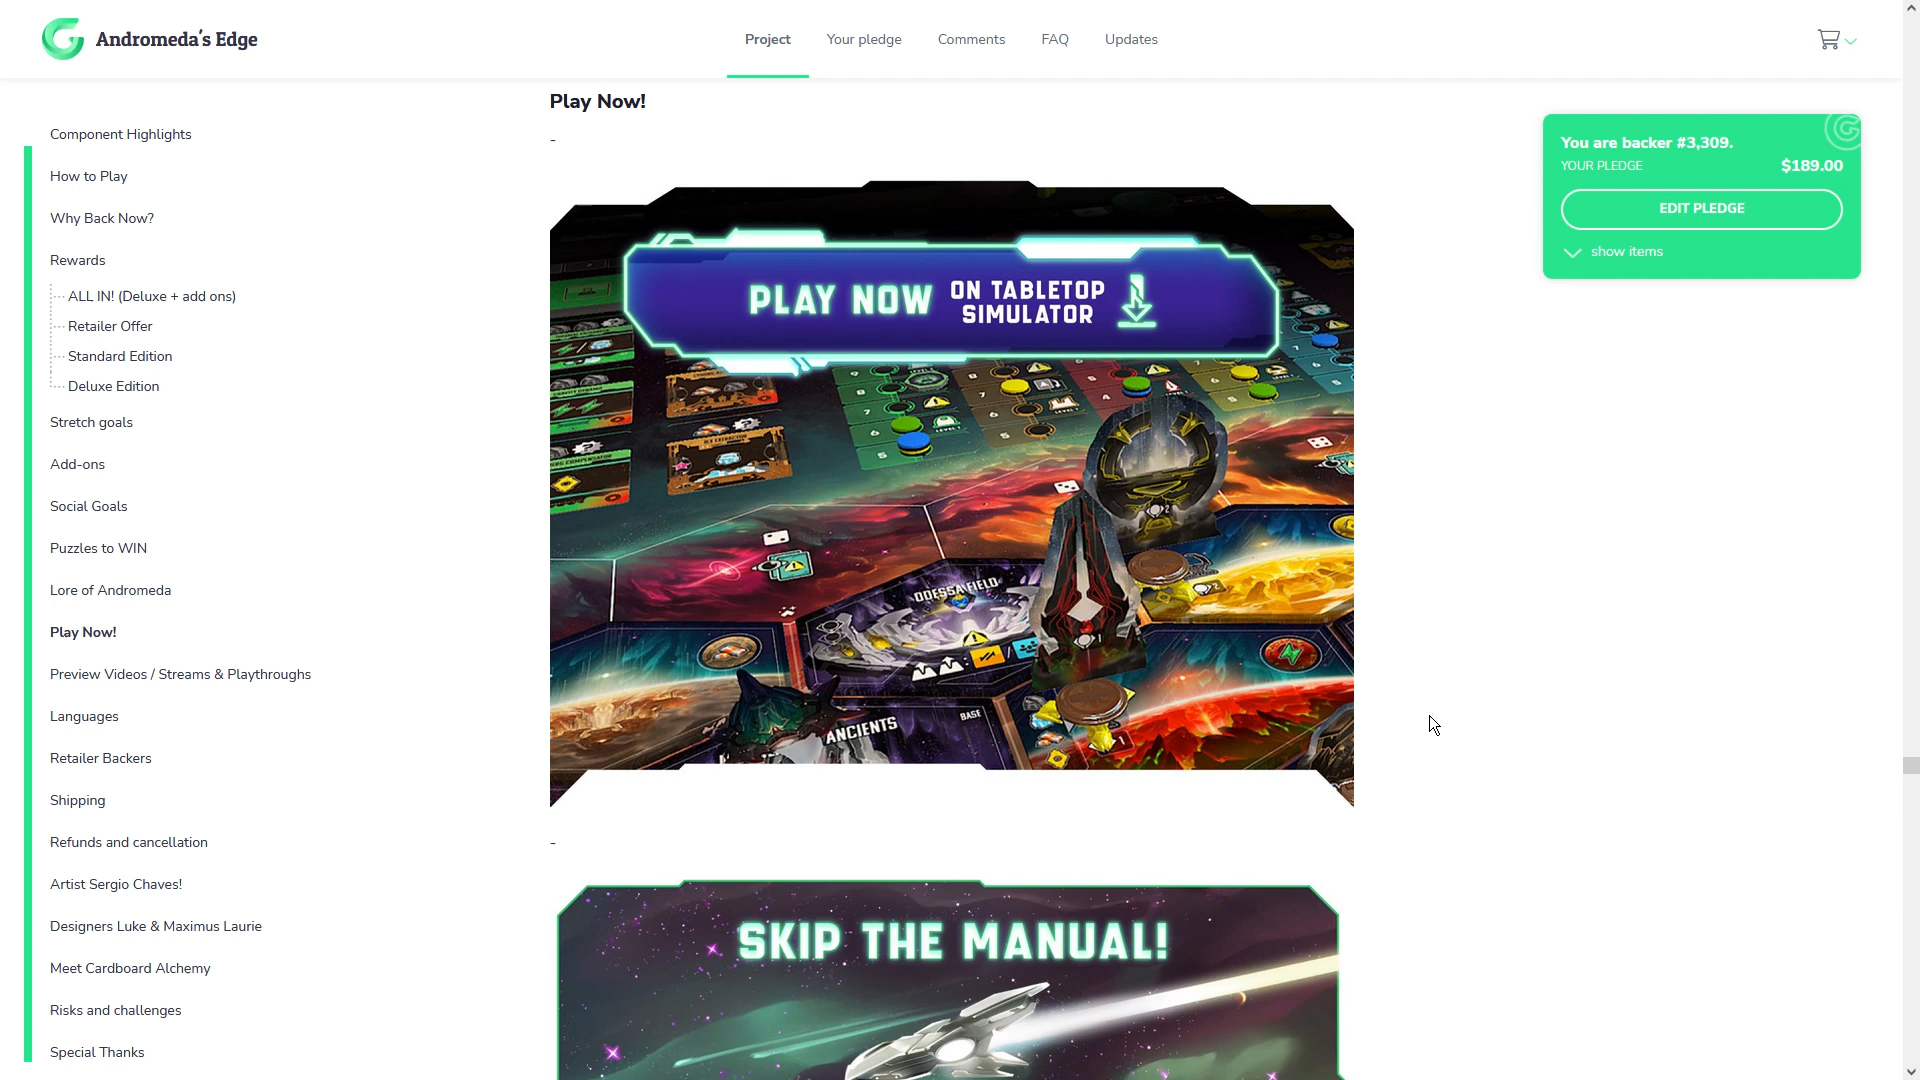 Andromeda's Edge
Project
Your pledge
Comments
FAQ
Updates
Component Highlights
How to Play
Why Back Now?
Rewards
ALL IN! (Deluxe + add ons)
Retailer Offer
Standard Edition
Deluxe Edition
Stretch goals
Add-ons
Social Goals
Puzzles to WIN
Lore of Andromeda
Play Now!
Preview Videos / Streams & Playthroughs
Languages
Retailer Backers
Shipping
Refunds and cancellation
Artist Sergio Chaves!
Designers Luke & Maximus Laurie
Meet Cardboard Alchemy
Risks and challenges
Special Thanks
Play Now!
-
PLAY NOW ON TABLETOP
SIMULATOR
ODESSA FIELD
ANCIENTS
BASE
-
SKIP THE MANUAL!
You are backer #3,309.
YOUR PLEDGE
$189.00
EDIT PLEDGE
show items